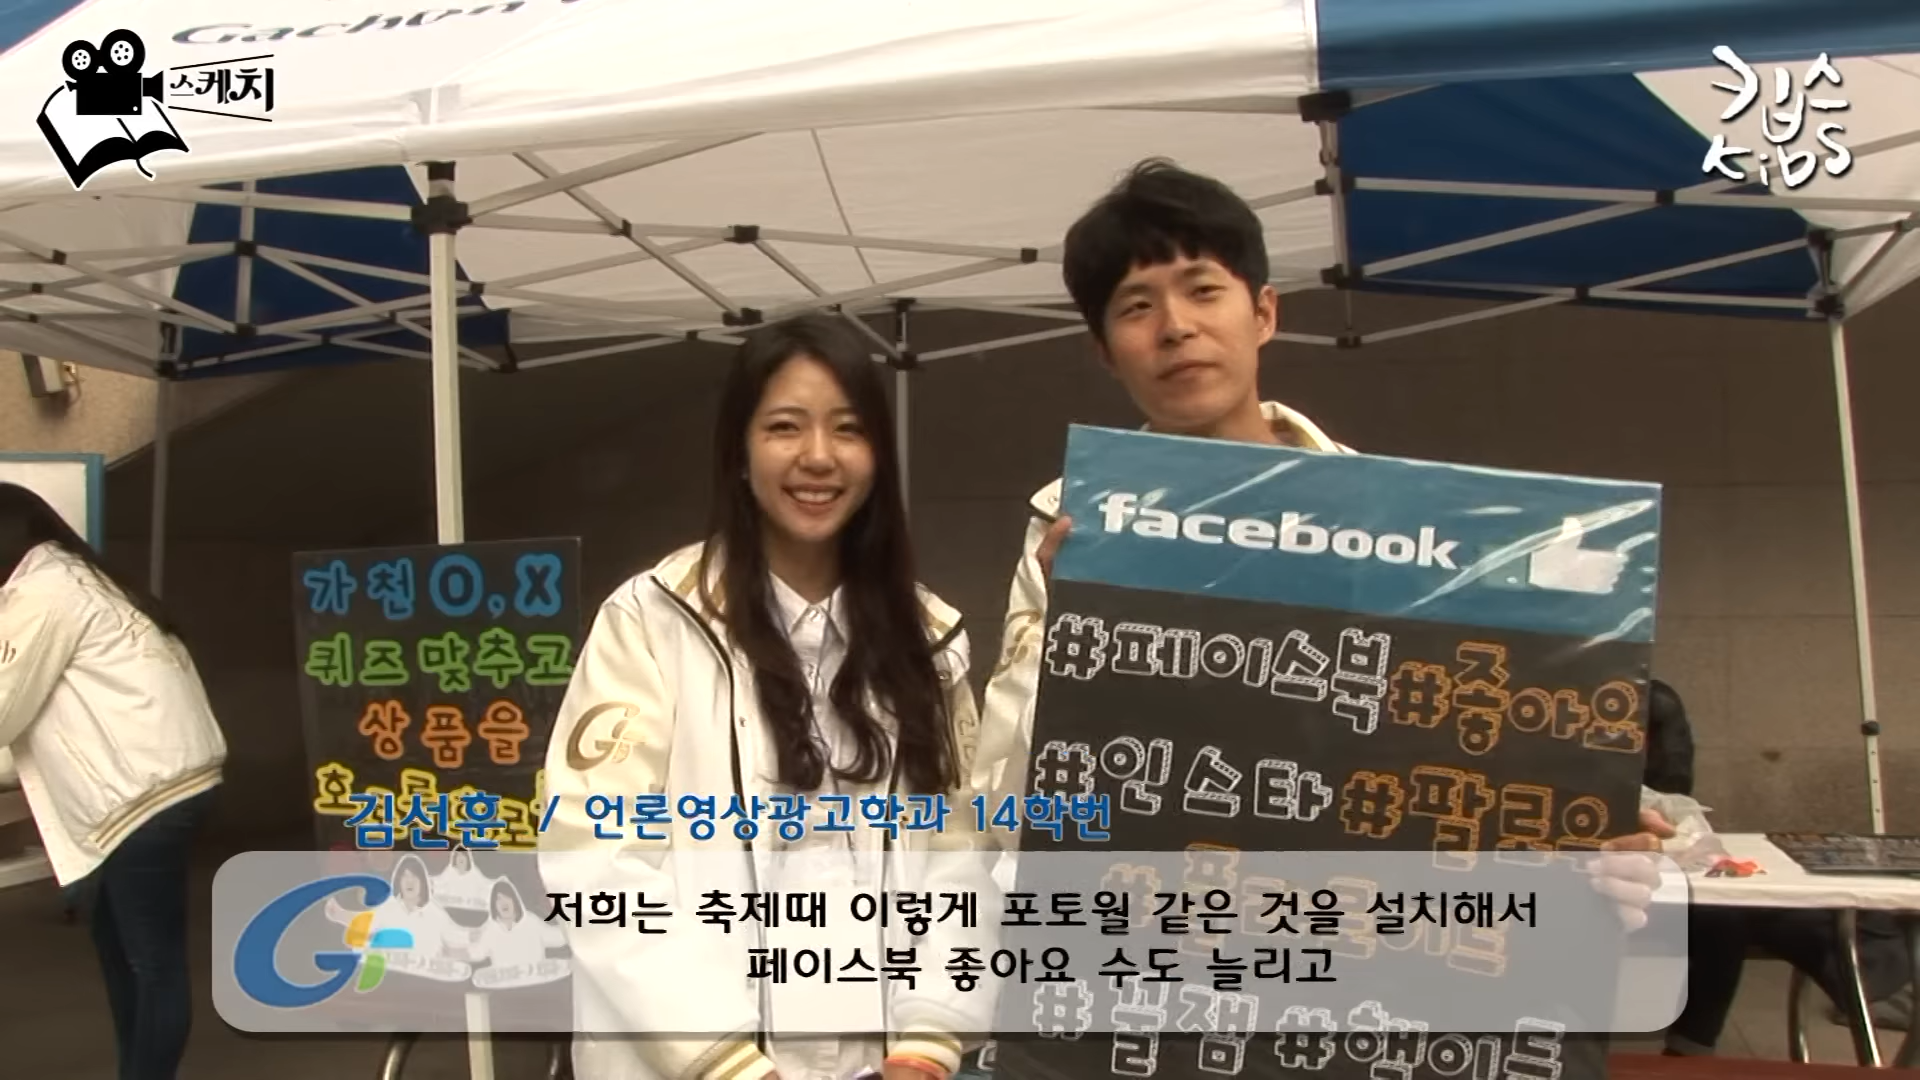 Gachon
스케치
키브스
KiBS
facebook
가천 O, X
퀴즈 맞추고
상품을
#페이스북 #좋아요
#인스타 #팔로우
김선훈 / 언론영상광고학과 14학번
저희는 축제때 이렇게 포토월 같은 것을 설치해서
페이스북 좋아요 수도 늘리고
#꿀잼 #핵이득